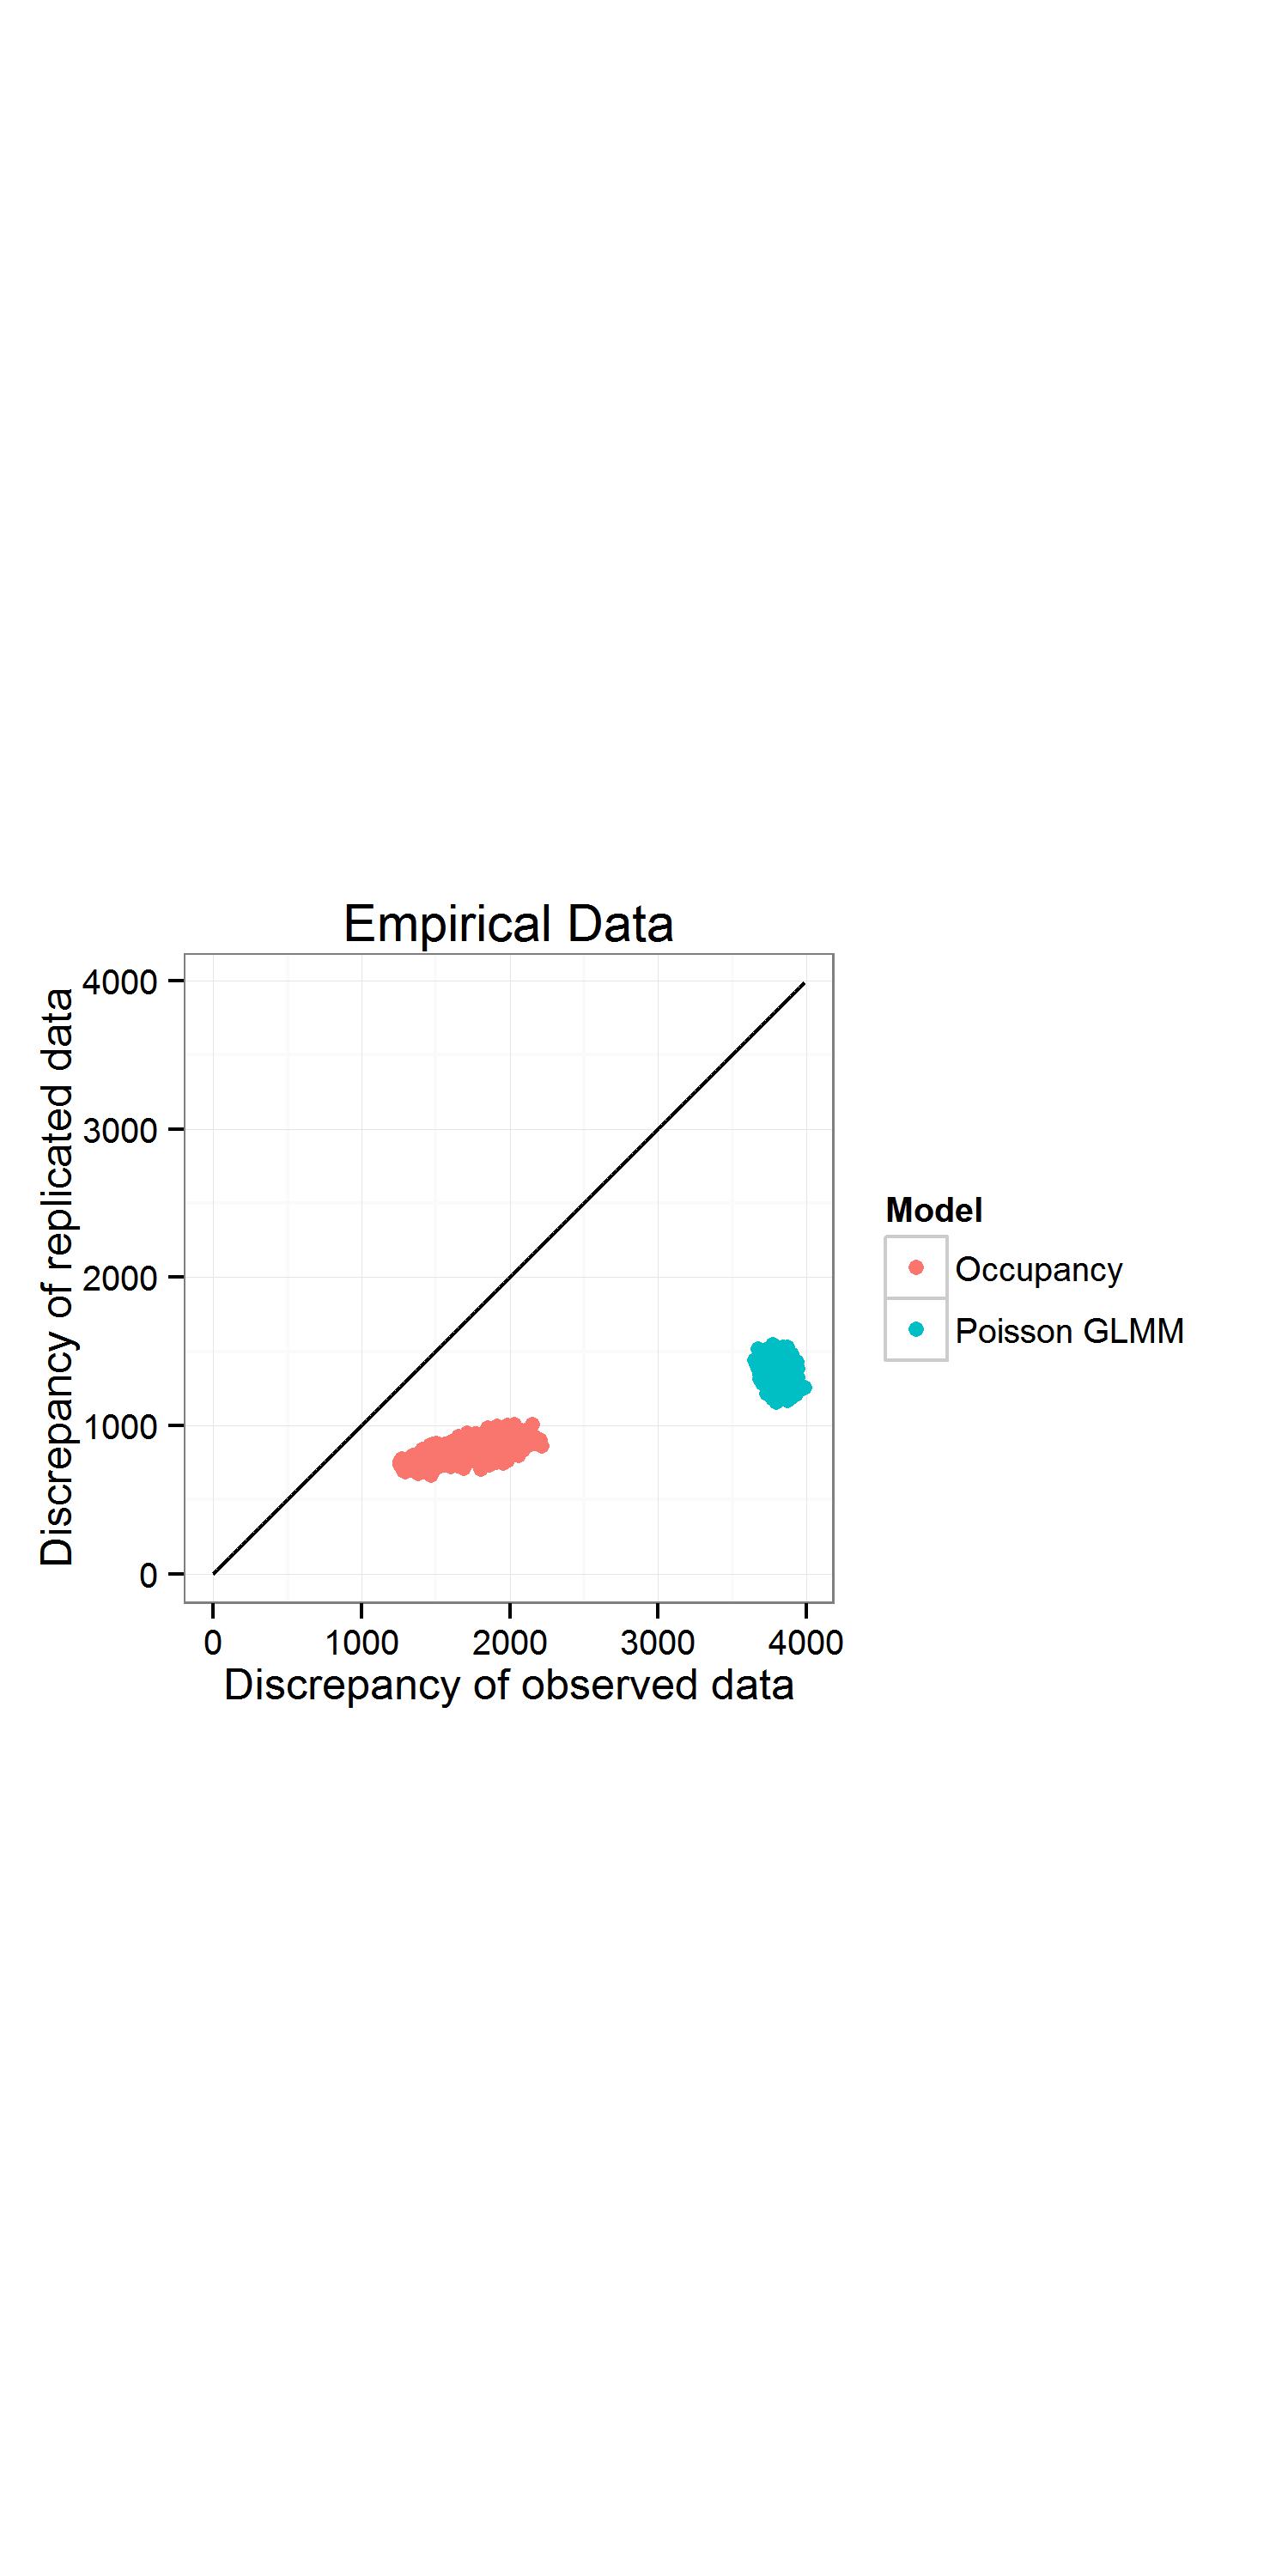 Empirical Data
Discrepancy of replicated data
4000
3000
2000
1000
0
0 1000 2000 3000 4000
Discrepancy of observed data
Model
Occupancy
Poisson GLMM